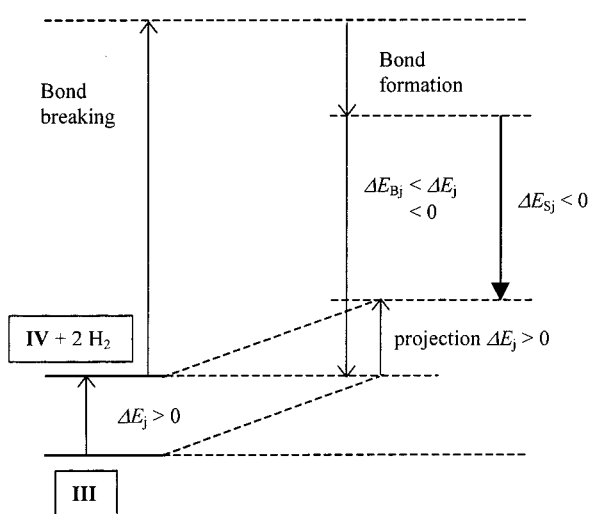 Bond
breaking
Bond
formation
ΔE_Bj < ΔE_j
< 0
ΔE_Sj < 0
IV + 2 H₂
projection ΔE_j > 0
ΔE_j > 0
III